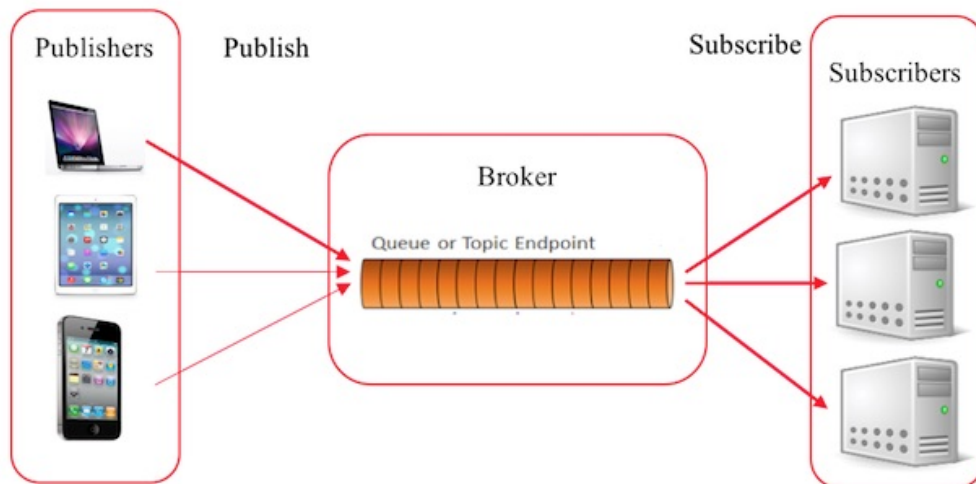 Publishers
Publish
Subscribe
Subscribers
Broker
Queue or Topic Endpoint